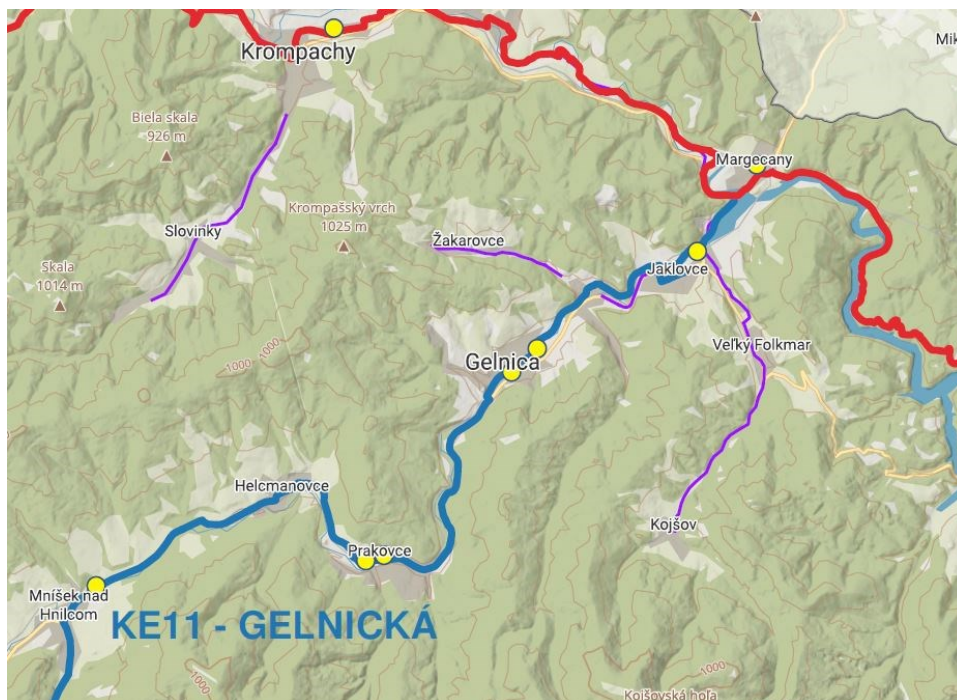 Krompachy
Mik
Biela skala
926 m
Margecany
Krompašský vrch
1025 m
Slovinky
Žakarovce
Skala
1014 m
Jaklovce
Veľký Folkmar
Gelnica
1000
1000
Helcmanovce
Kojšov
Prakovce
Mníšek nad
Hnilcom
KE11 - GELNICKÁ
1000
1000
Kojšovská hoľa